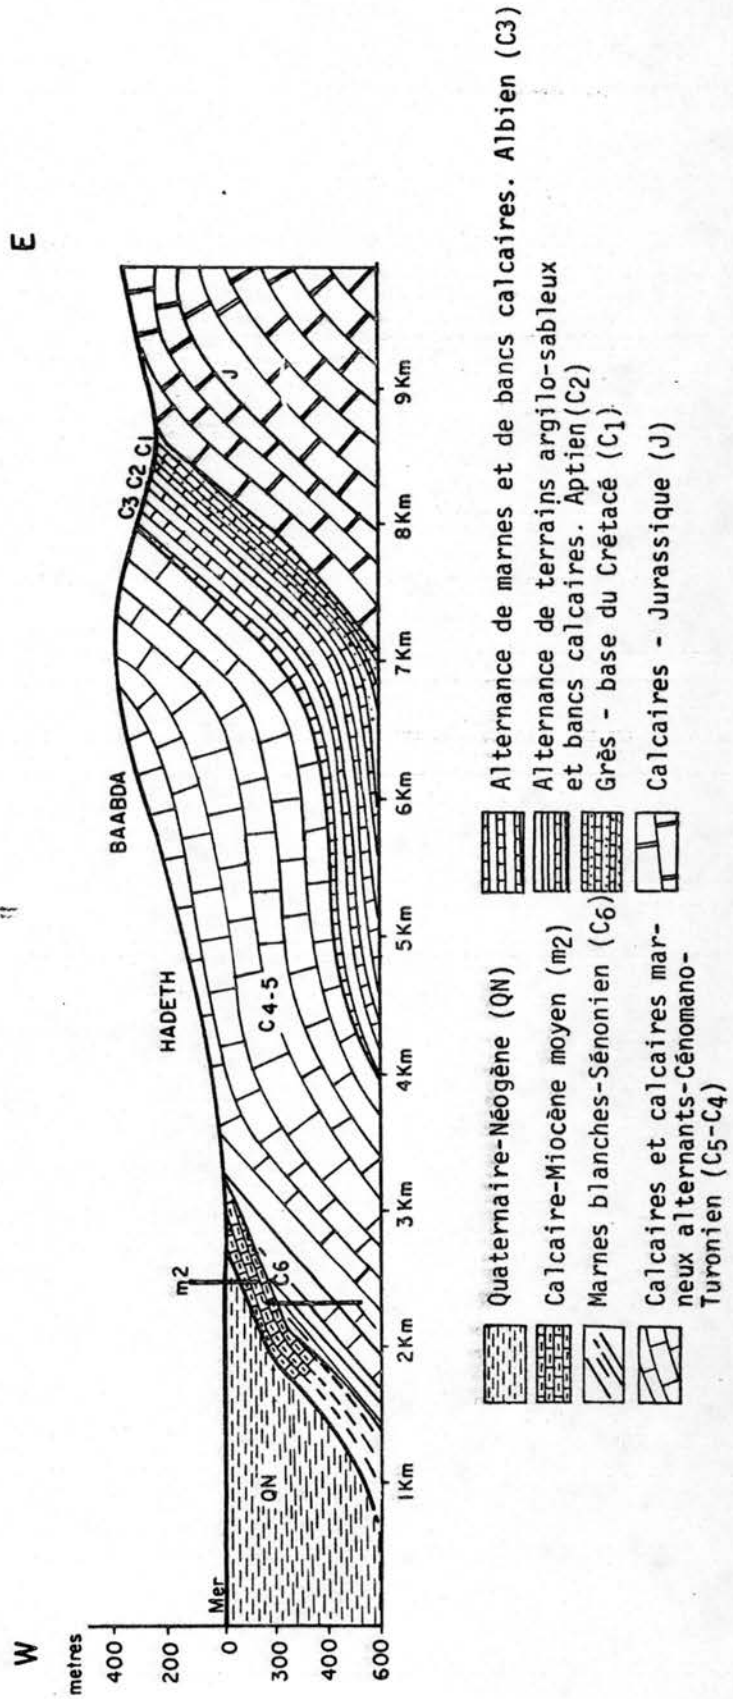 W
E
metres
400
200
0
300
600
Mer
QN
m2
C6
C4-5
HADETH
BAABDA
C3 C2 C1
J
1Km
2Km
3Km
4Km
5Km
6Km
7Km
8Km
9Km
Quaternaire-Néogène (QN)
Calcaire-Miocène moyen (m2)
Marnes blanches-Sénonien (C6)
Calcaires et calcaires mar-
neux alternants-Cénomano-
Turonien (C5-C4)
Alternance de marnes et de bancs calcaires. Albien (C3)
Alternance de terrains argilo-sableux
et bancs calcaires. Aptien (C2)
Grès - base du Crétacé (C1)
Calcaires - Jurassique (J)